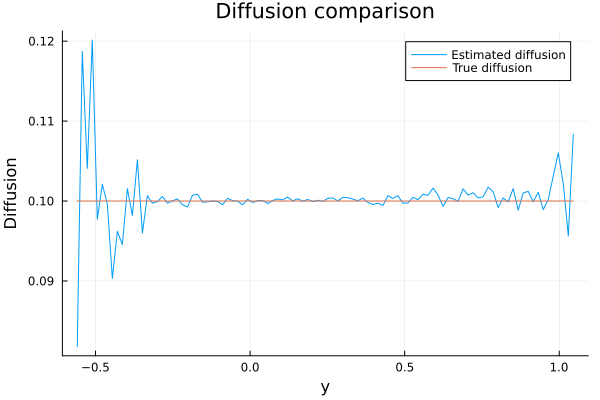 Diffusion comparison
Estimated diffusion
True diffusion
0.12
0.11
0.10
0.09
Diffusion
−0.5
0.0
0.5
1.0
y